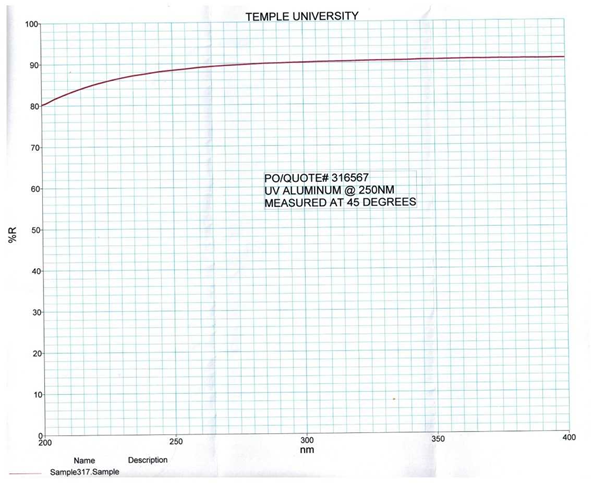 TEMPLE UNIVERSITY
100
90
80
70
60
50
40
30
20
10
0
%R
PO/QUOTE# 316567
UV ALUMINUM @ 250NM
MEASURED AT 45 DEGREES
200 250 300 350 400
nm
Name Description
Sample317.Sample